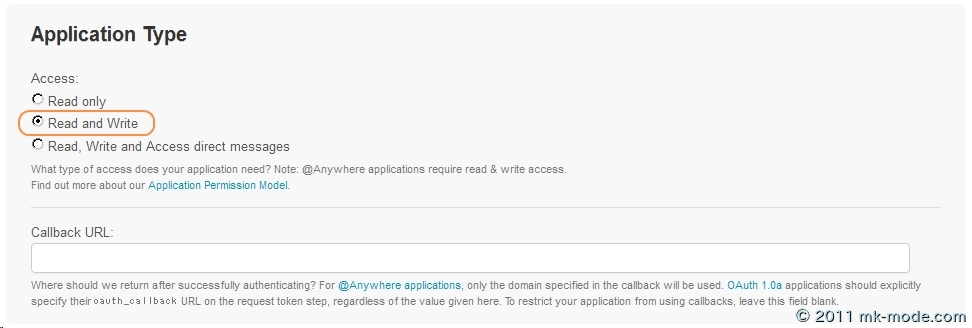 Application Type
Access:
Read only
Read and Write
Read, Write and Access direct messages
What type of access does your application need? Note: @Anywhere applications require read & write access.
Find out more about our Application Permission Model.
Callback URL:
Where should we return after successfully authenticating? For @Anywhere applications, only the domain specified in the callback will be used. OAuth 1.0a applications should explicitly
specify their oauth_callback URL on the request token step, regardless of the value given here. To restrict your application from using callbacks, leave this field blank.
© 2011 mk-mode.com